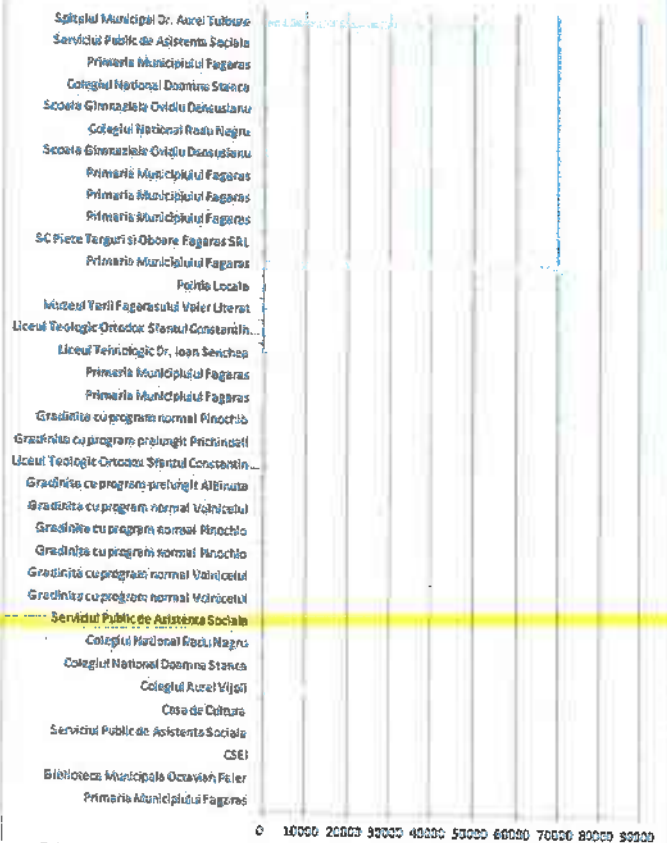 Spitalul Municipal Dr. Aurel Tulbure
Serviciul Public de Asistenta Sociala
Primaria Municipiului Fagaras
Colegiul National Doamna Stanca
Scoala Gimnaziala Ovidiu Densusianu
Colegiul National Radu Negru
Scoala Gimnaziala Ovidiu Densusianu
Primaria Municipiului Fagaras
Primaria Municipiului Fagaras
Primaria Municipiului Fagaras
SC Piete Targuri si Oboare Fagaras SRL
Primaria Municipiului Fagaras
Politia Locala
Muzeul Tarii Fagarasului Valer Literat
Liceul Teologic Ortodox Sfantul Constantin...
Liceul Tehnologic Dr. Ioan Senchea
Primaria Municipiului Fagaras
Primaria Municipiului Fagaras
Gradinita cu program normal Pinochio
Gradinita cu program prelungit Prichindell
Liceul Teologic Ortodox Sfantul Constantin...
Gradinita cu program prelungit Albinuta
Gradinita cu program normal Voinicelul
Gradinita cu program normal Pinochio
Gradinita cu program normal Pinochio
Gradinita cu program normal Voinicelul
Gradinita cu program normal Voinicelul
Serviciul Public de Asistenta Sociala
Colegiul National Radu Negru
Colegiul National Doamna Stanca
Colegiul Aurel Vijoli
Casa de Cultura
Serviciul Public de Asistenta Sociala
CSEI
Biblioteca Municipala Octavian Paler
Primaria Municipiului Fagaras
0 10000 20000 30000 40000 50000 60000 70000 80000 90000